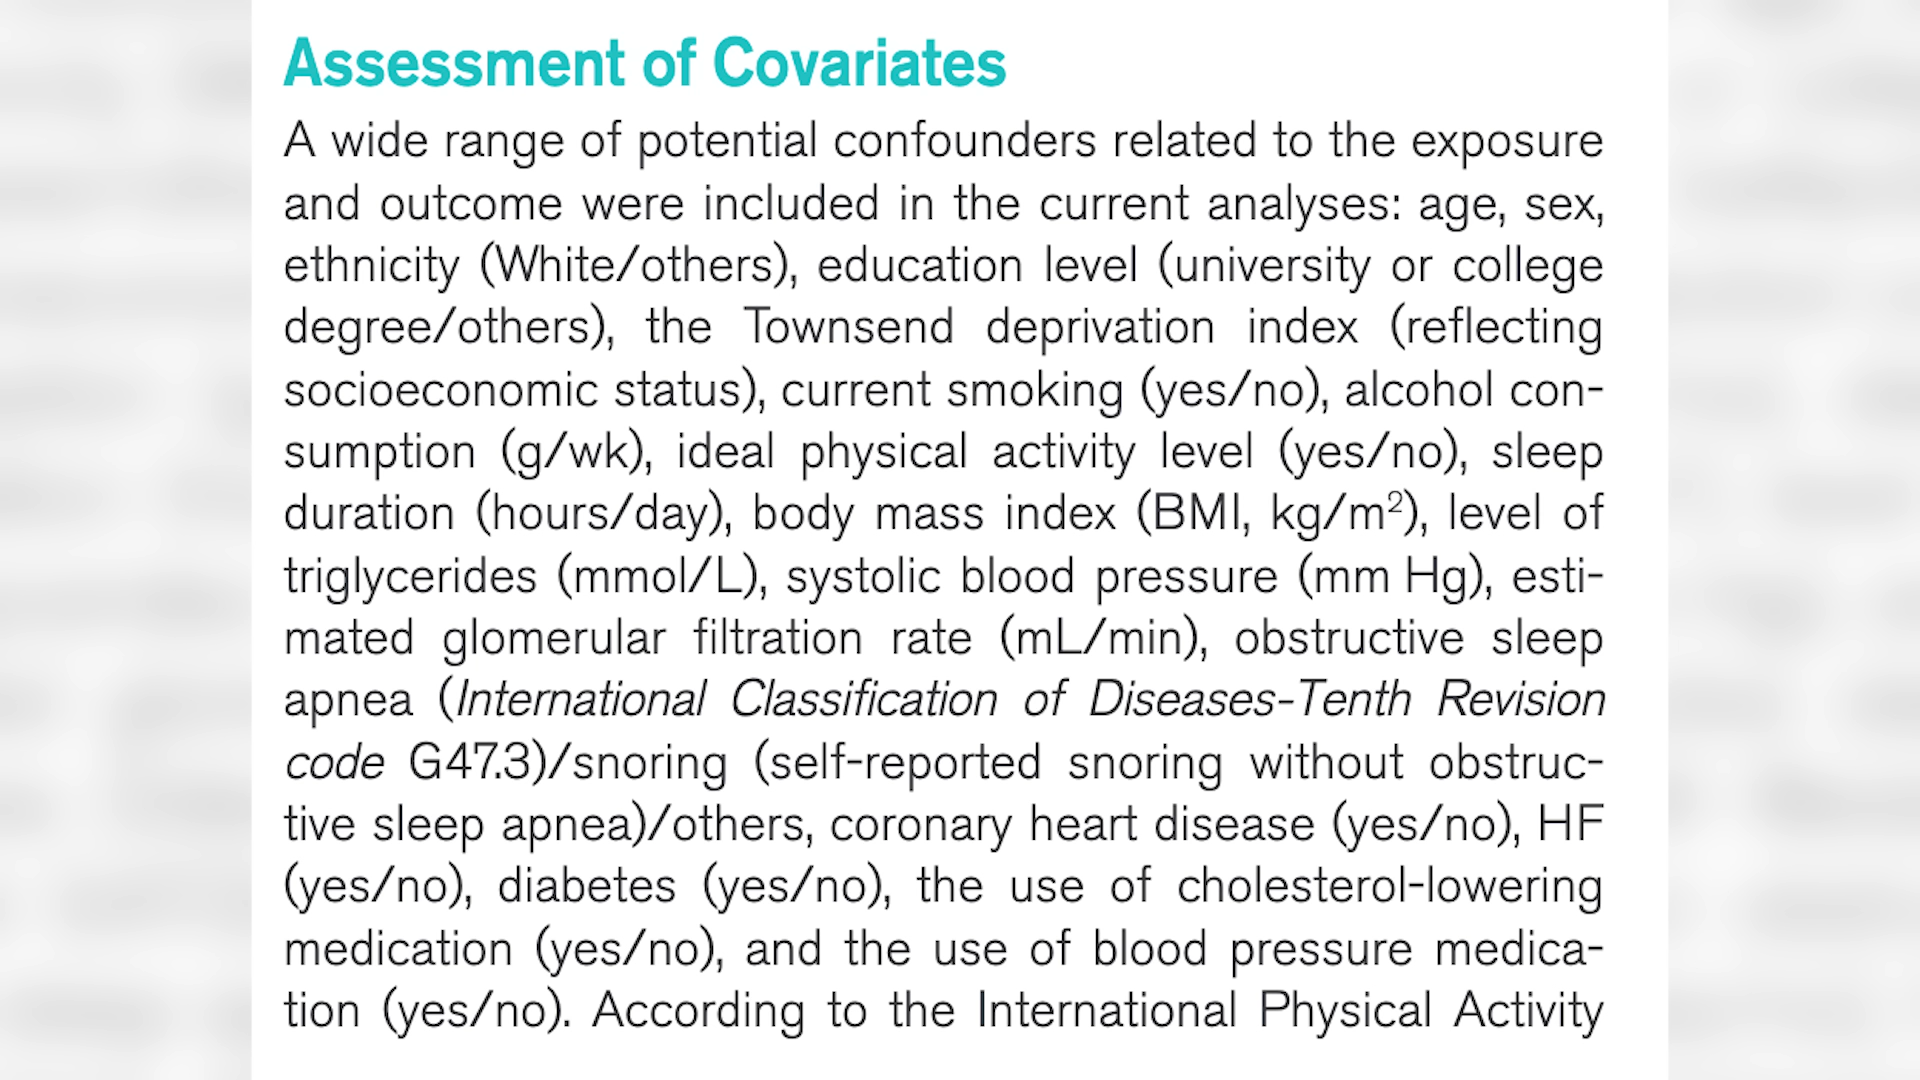 Assessment of Covariates
A wide range of potential confounders related to the exposure
and outcome were included in the current analyses: age, sex,
ethnicity (White/others), education level (university or college
degree/others), the Townsend deprivation index (reflecting
socioeconomic status), current smoking (yes/no), alcohol con-
sumption (g/wk), ideal physical activity level (yes/no), sleep
duration (hours/day), body mass index (BMI, kg/m²), level of
triglycerides (mmol/L), systolic blood pressure (mm Hg), esti-
mated glomerular filtration rate (mL/min), obstructive sleep
apnea (International Classification of Diseases-Tenth Revision
code G47.3)/snoring (self-reported snoring without obstruc-
tive sleep apnea)/others, coronary heart disease (yes/no), HF
(yes/no), diabetes (yes/no), the use of cholesterol-lowering
medication (yes/no), and the use of blood pressure medica-
tion (yes/no). According to the International Physical Activity